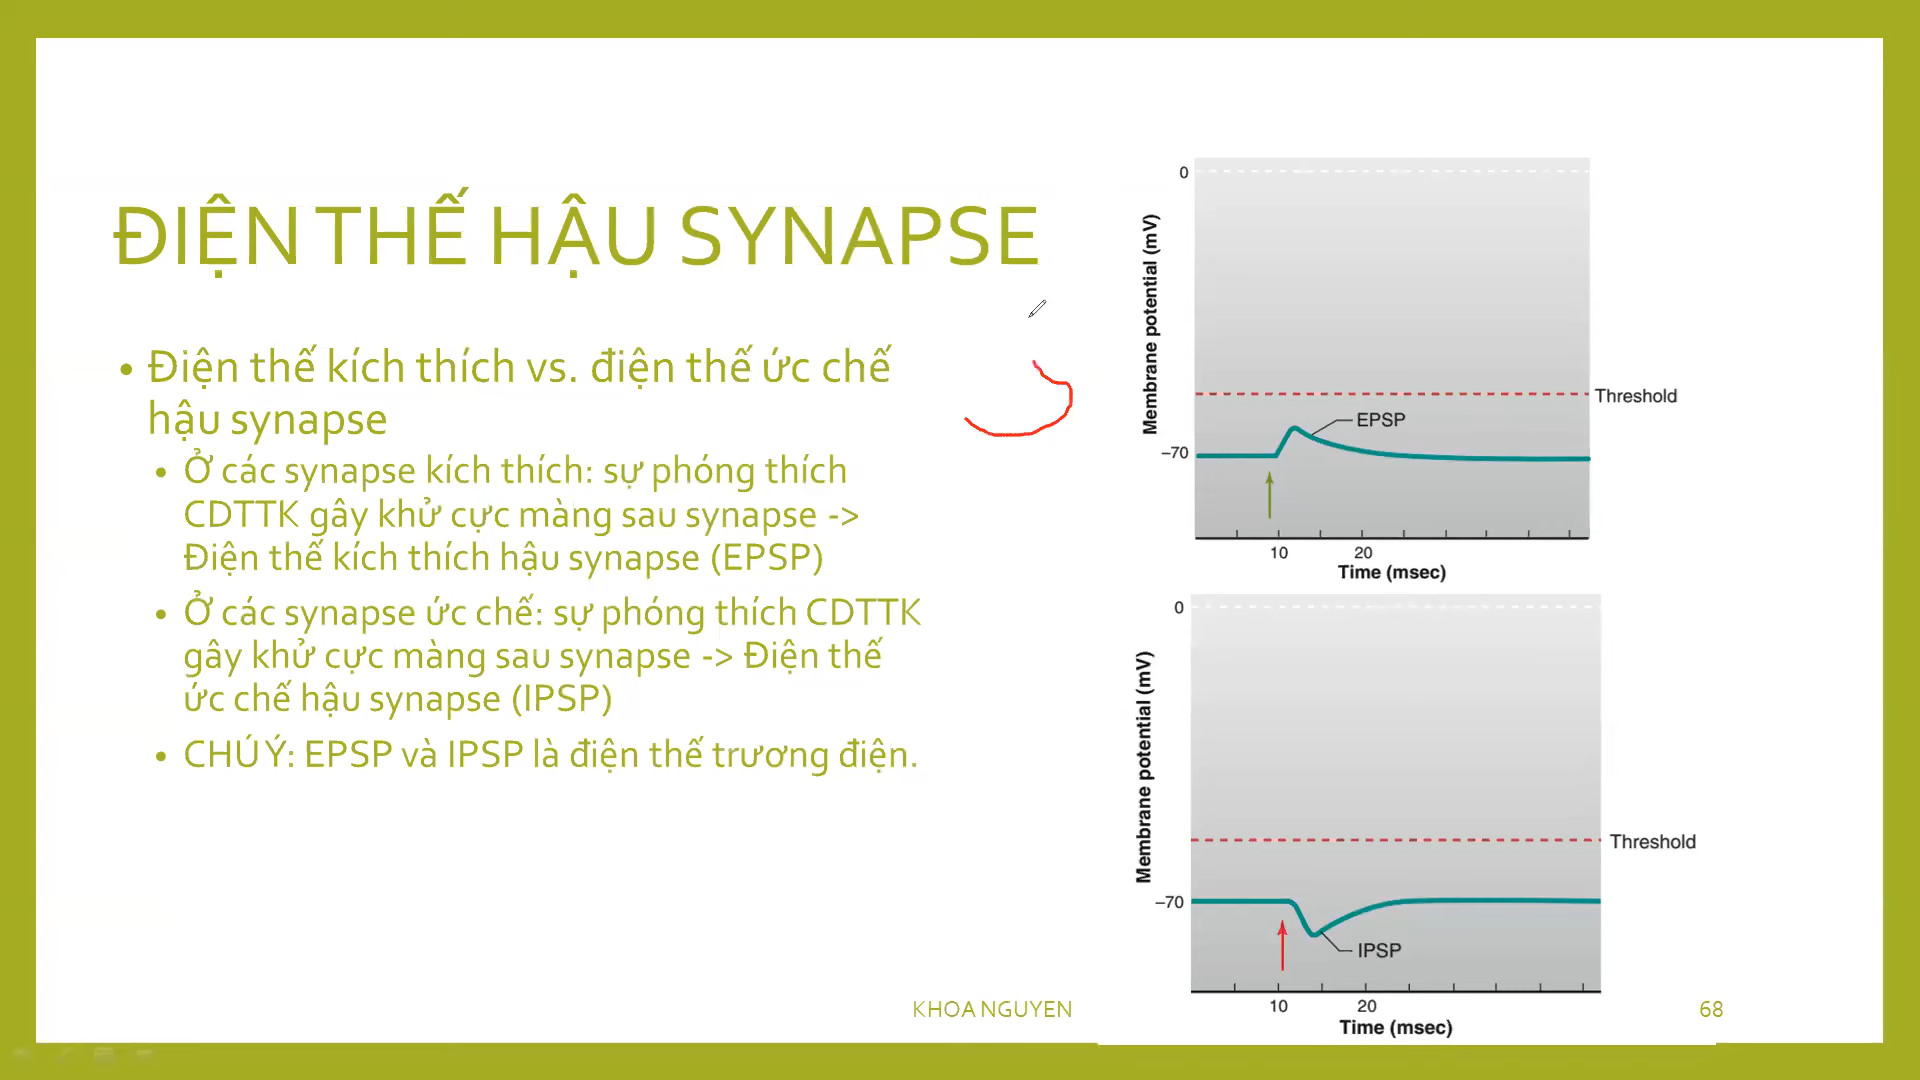 ĐIỆN THẾ HẬU SYNAPSE
• Điện thế kích thích vs. điện thế ức chế
hậu synapse
• Ở các synapse kích thích: sự phóng thích
CDTTK gây khử cực màng sau synapse ->
Điện thế kích thích hậu synapse (EPSP)
• Ở các synapse ức chế: sự phóng thích CDTTK
gây khử cực màng sau synapse -> Điện thế
ức chế hậu synapse (IPSP)
• CHÚ Ý: EPSP và IPSP là điện thế trương điện.
0
Membrane potential (mV)
Threshold
EPSP
–70
10 20
Time (msec)
0
Membrane potential (mV)
Threshold
–70
IPSP
10 20
Time (msec)
KHOA NGUYEN
68